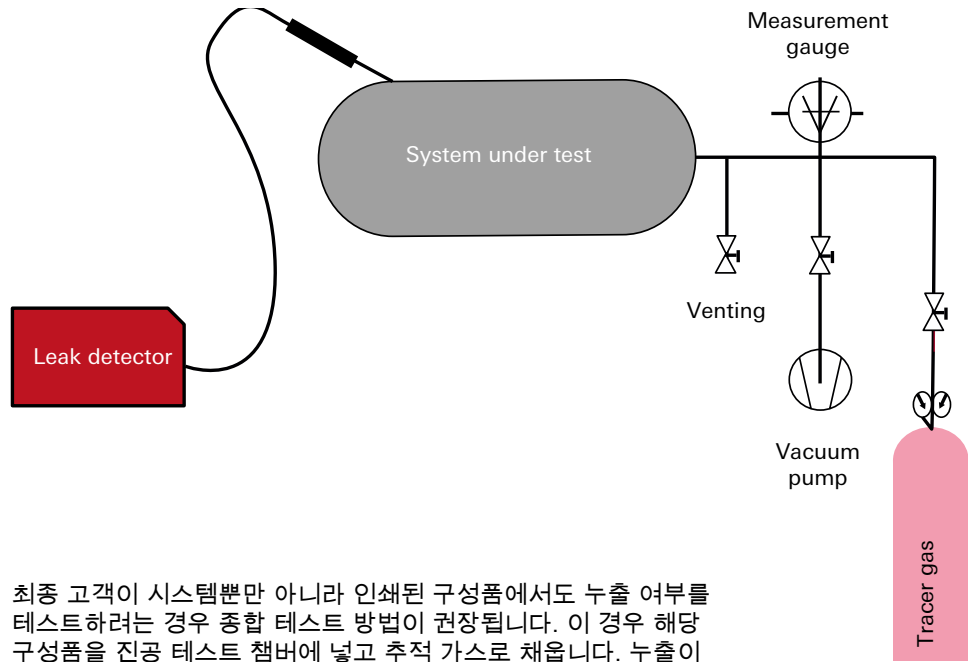 Measurement
gauge
System under test
Venting
Leak detector
Vacuum
pump
Tracer gas
최종 고객이 시스템뿐만 아니라 인쇄된 구성품에서도 누출 여부를
테스트하려는 경우 종합 테스트 방법이 권장됩니다. 이 경우 해당
구성품을 진공 테스트 챔버에 넣고 추적 가스로 채웁니다. 누출이